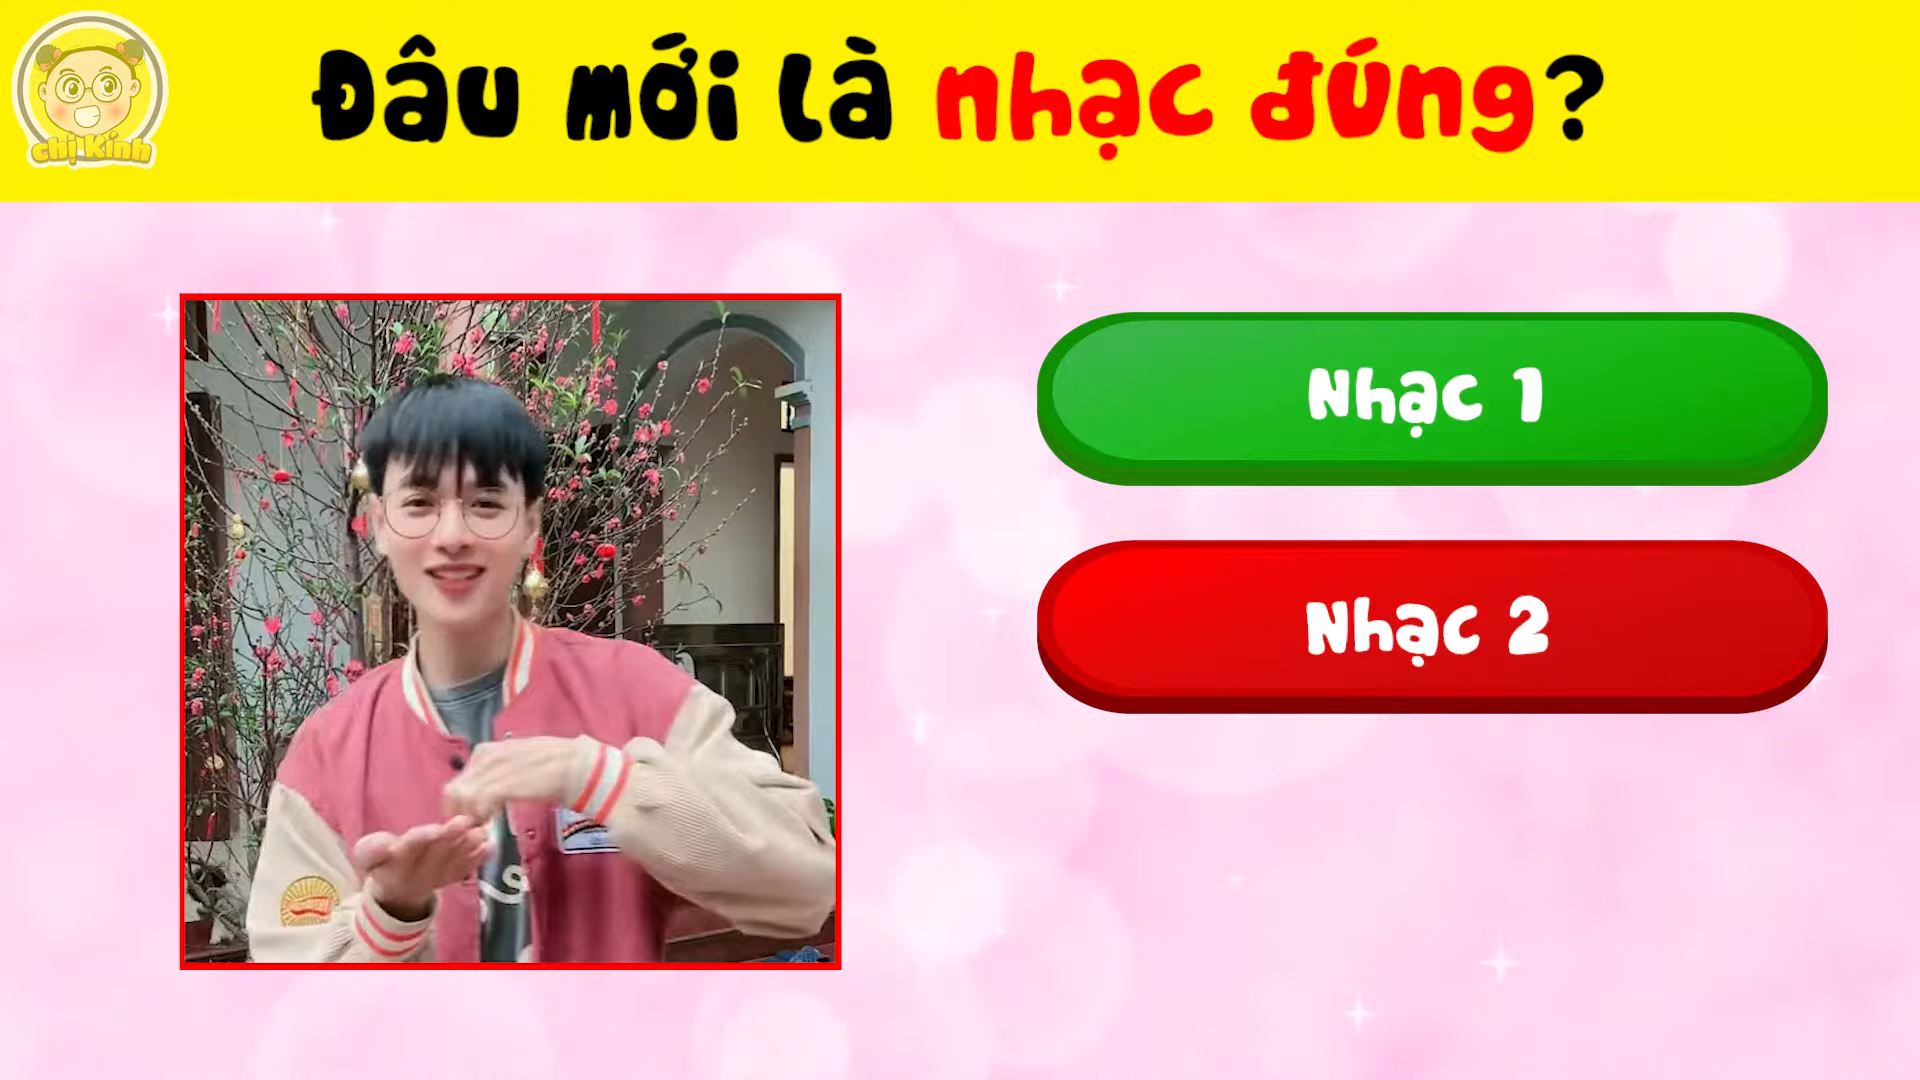 Đâu mới là nhạc đúng?
chị Kính
Nhạc 1
Nhạc 2